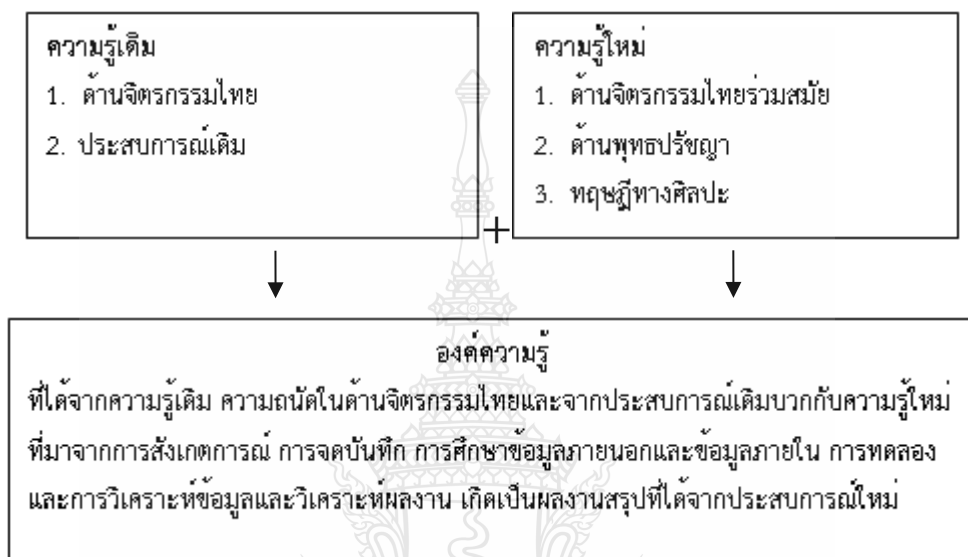 ความรู้เดิม
1. ด้านจิตรกรรมไทย
2. ประสบการณ์เดิม
+
ความรู้ใหม่
1. ด้านจิตรกรรมไทยร่วมสมัย
2. ด้านพุทธปรัชญา
3. ทฤษฎีทางศิลปะ
องค์ความรู้
ที่ได้จากความรู้เดิม ความถนัดในด้านจิตรกรรมไทยและจากประสบการณ์เดิมบวกกับความรู้ใหม่
ที่มาจากการสังเกตการณ์ การจดบันทึก การศึกษาข้อมูลภายนอกและข้อมูลภายใน การทดลอง
และการวิเคราะห์ข้อมูลและวิเคราะห์ผลงาน เกิดเป็นผลงานสรุปที่ได้จากประสบการณ์ใหม่